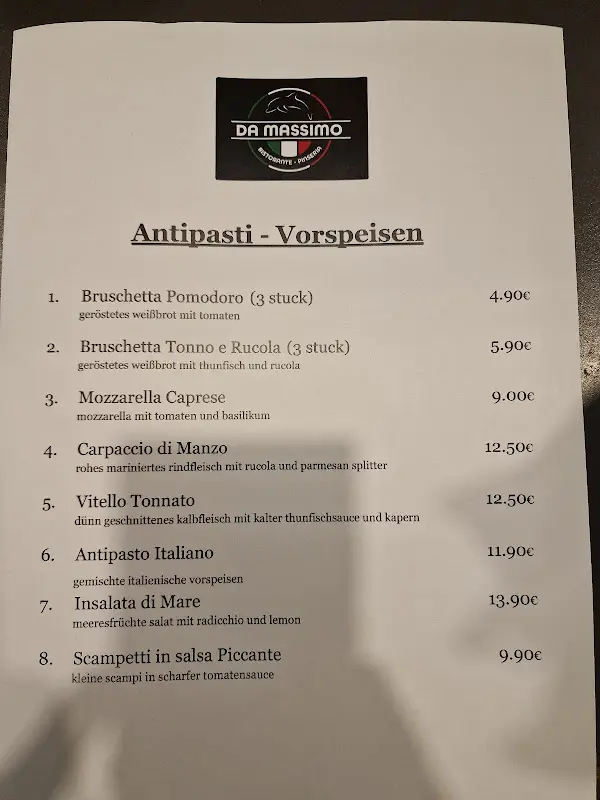 DA MASSIMO
RISTORANTE - PINSERIA
Antipasti - Vorspeisen
1. Bruschetta Pomodoro (3 stuck) 4.90€
geröstetes weißbrot mit tomaten
2. Bruschetta Tonno e Rucola (3 stuck) 5.90€
geröstetes weißbrot mit thunfisch und rucola
3. Mozzarella Caprese 9.00€
mozzarella mit tomaten und basilikum
4. Carpaccio di Manzo 12.50€
rohes mariniertes rindfleisch mit rucola und parmesan splitter
5. Vitello Tonnato 12.50€
dünn geschnittenes kalbfleisch mit kalter thunfischsauce und kapern
6. Antipasto Italiano 11.90€
gemischte italienische vorspeisen
7. Insalata di Mare 13.90€
meeresfrüchte salat mit radicchio und lemon
8. Scampetti in salsa Piccante 9.90€
kleine scampi in scharfer tomatensauce